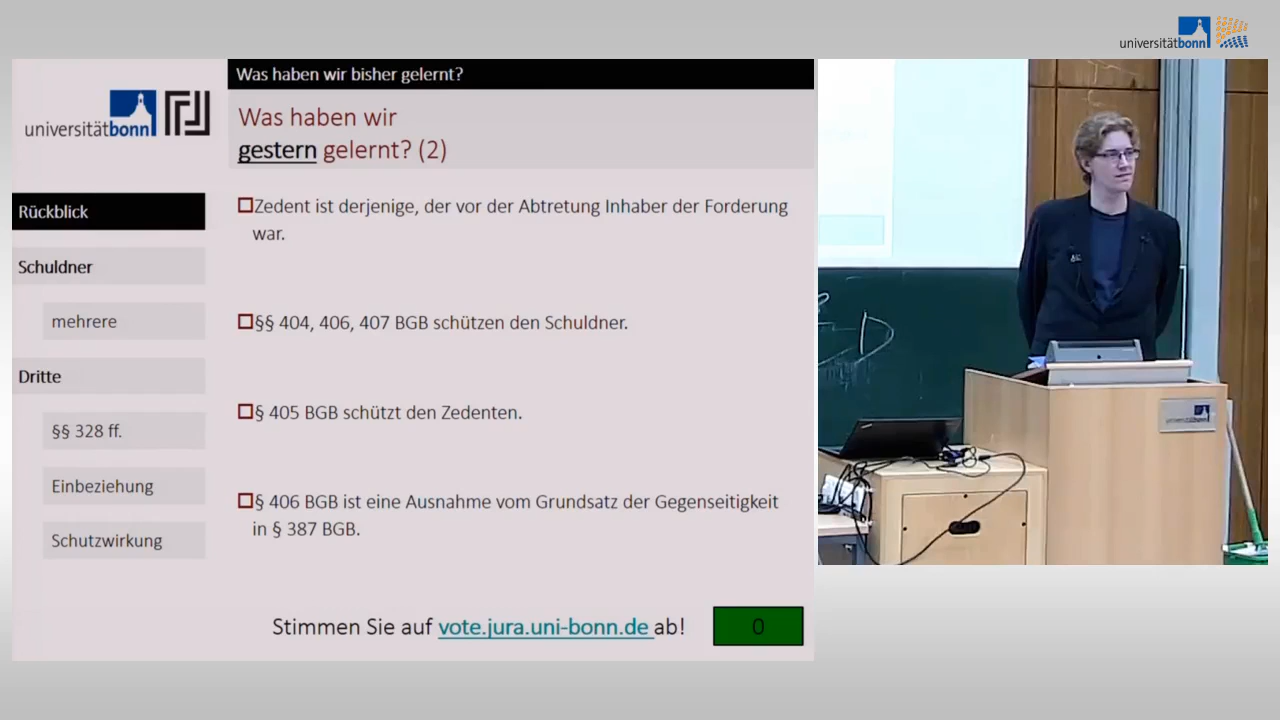 universitätbonn
Was haben wir bisher gelernt?
universitätbonn
Was haben wir
gestern gelernt? (2)
Rückblick
Schuldner
mehrere
Dritte
§§ 328 ff.
Einbeziehung
Schutzwirkung
Zedent ist derjenige, der vor der Abtretung Inhaber der Forderung
war.
§§ 404, 406, 407 BGB schützen den Schuldner.
§ 405 BGB schützt den Zedenten.
§ 406 BGB ist eine Ausnahme vom Grundsatz der Gegenseitigkeit
in § 387 BGB.
Stimmen Sie auf vote.jura.uni-bonn.de ab!
0
universitätbonn